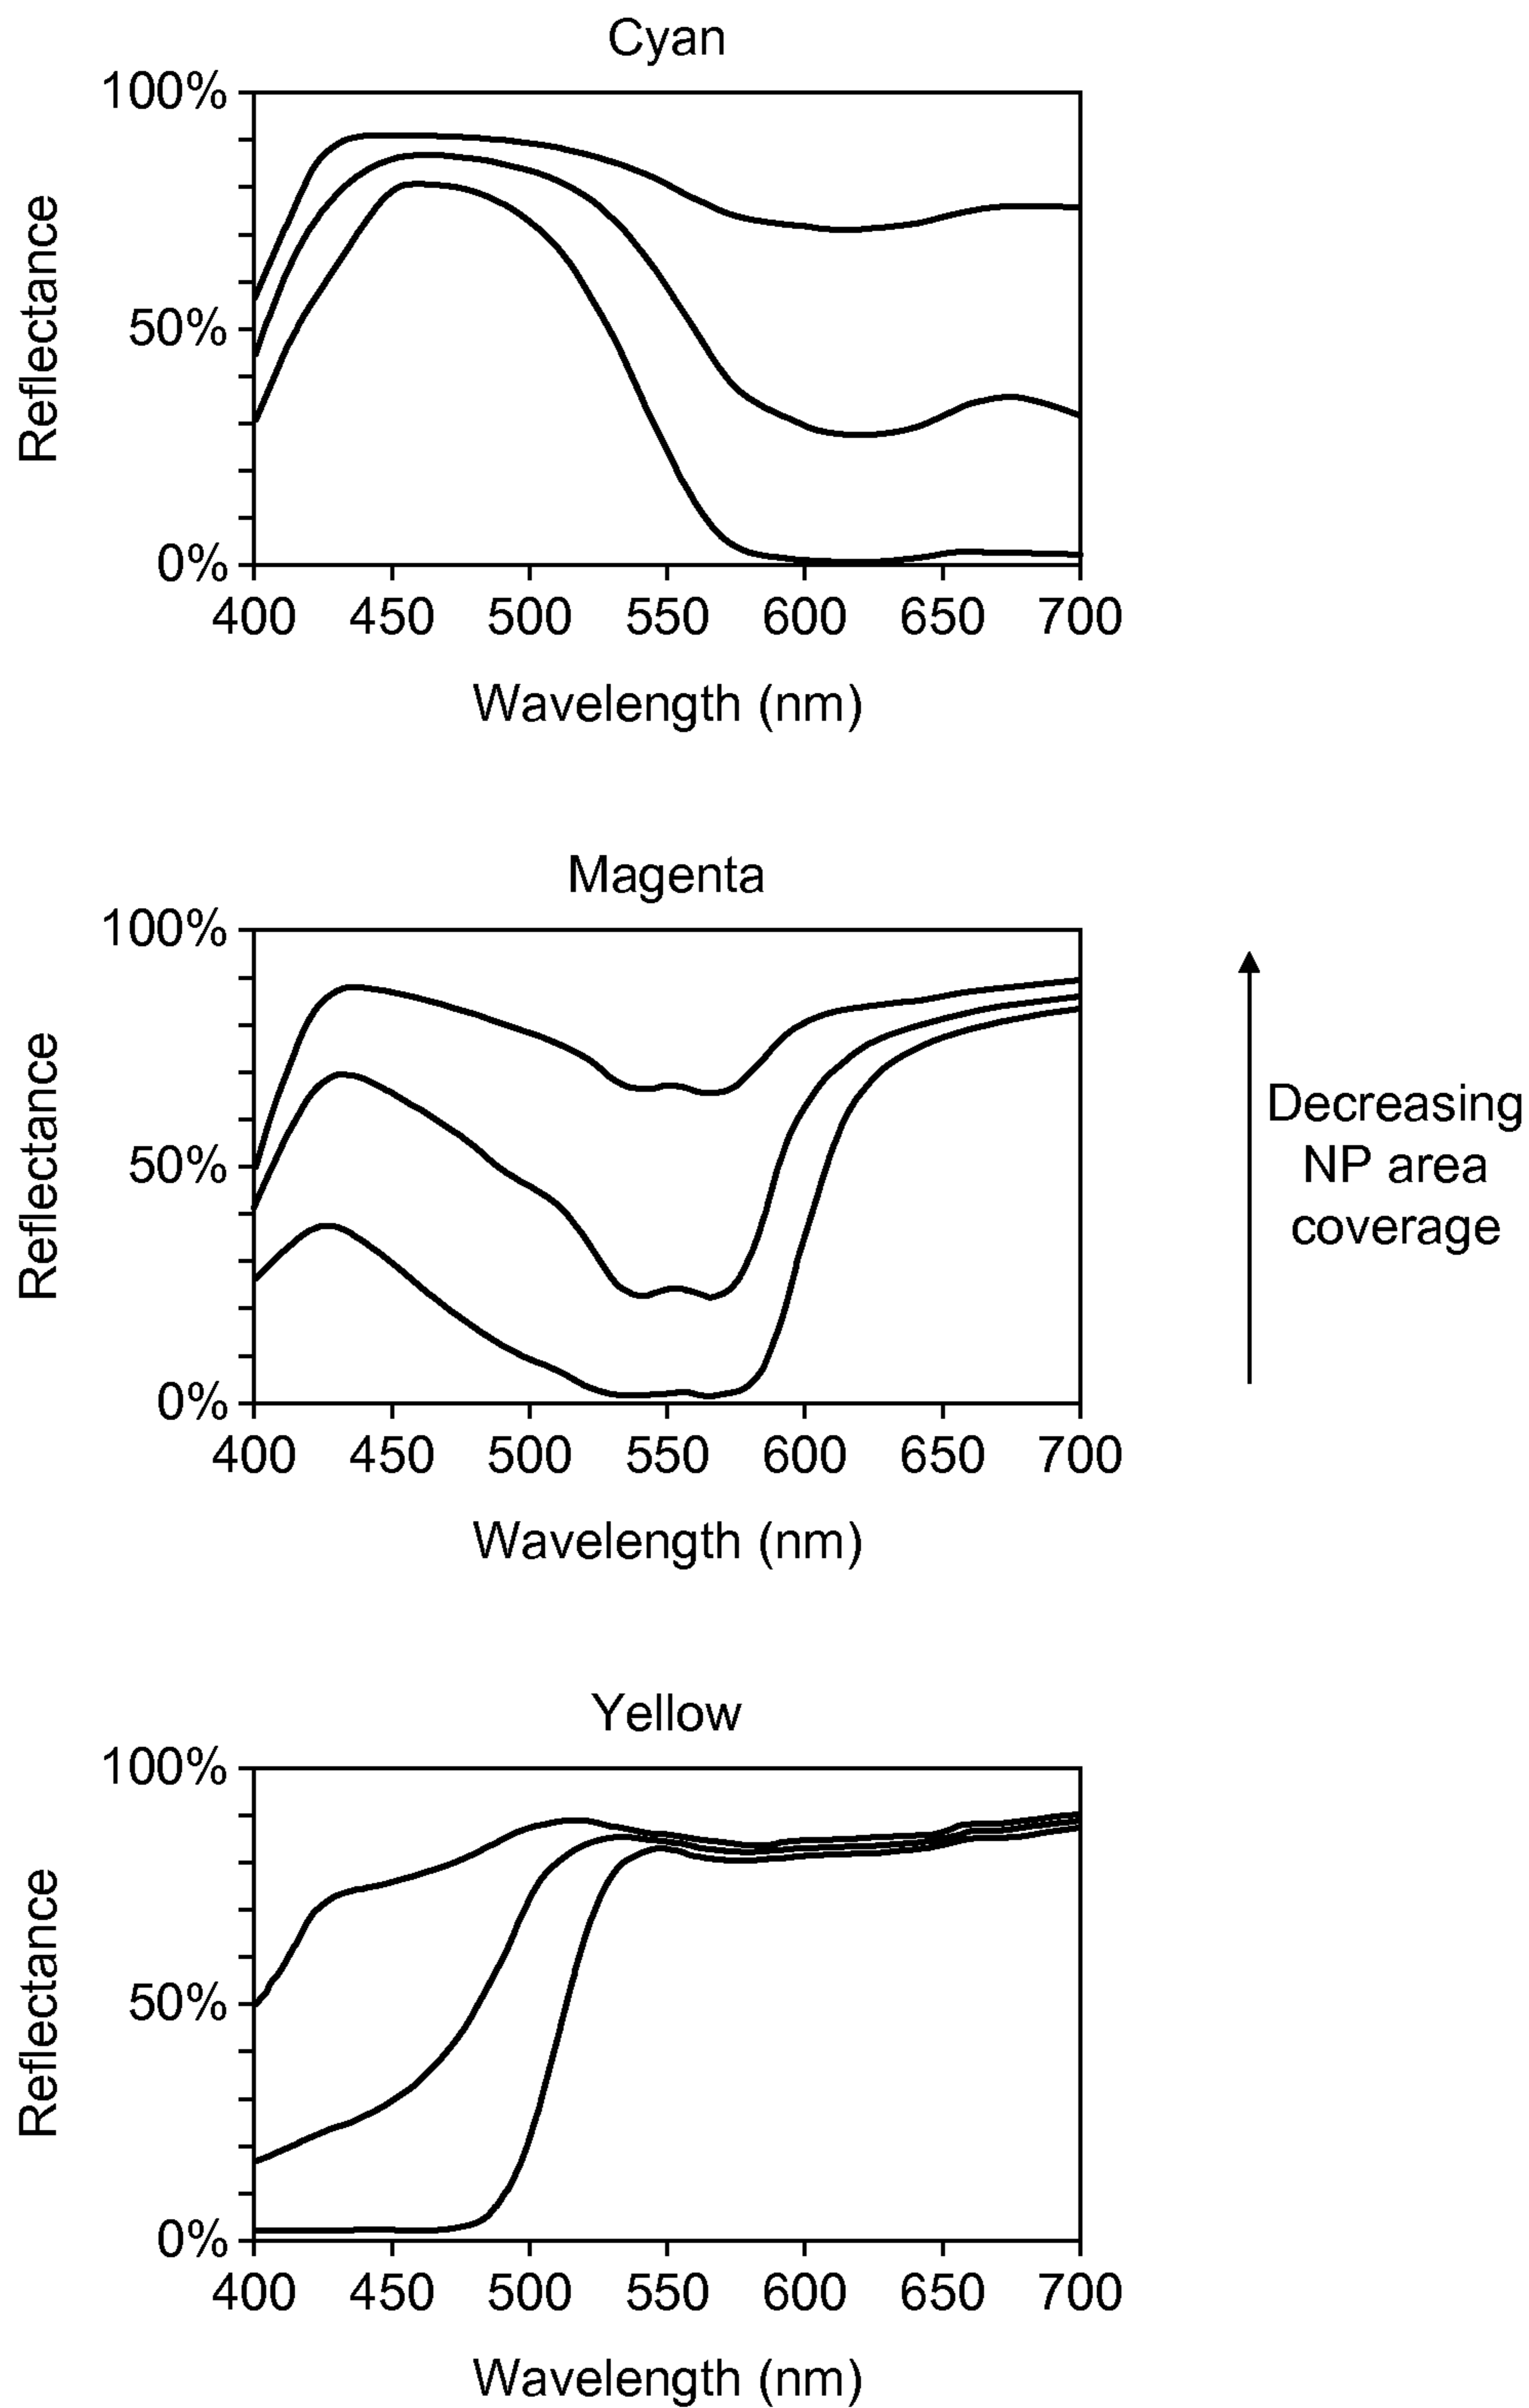 Cyan
100%
50%
0%
Reflectance
400 450 500 550 600 650 700
Wavelength (nm)
Magenta
100%
50%
0%
Reflectance
400 450 500 550 600 650 700
Wavelength (nm)
Decreasing
NP area
coverage
Yellow
100%
50%
0%
Reflectance
400 450 500 550 600 650 700
Wavelength (nm)